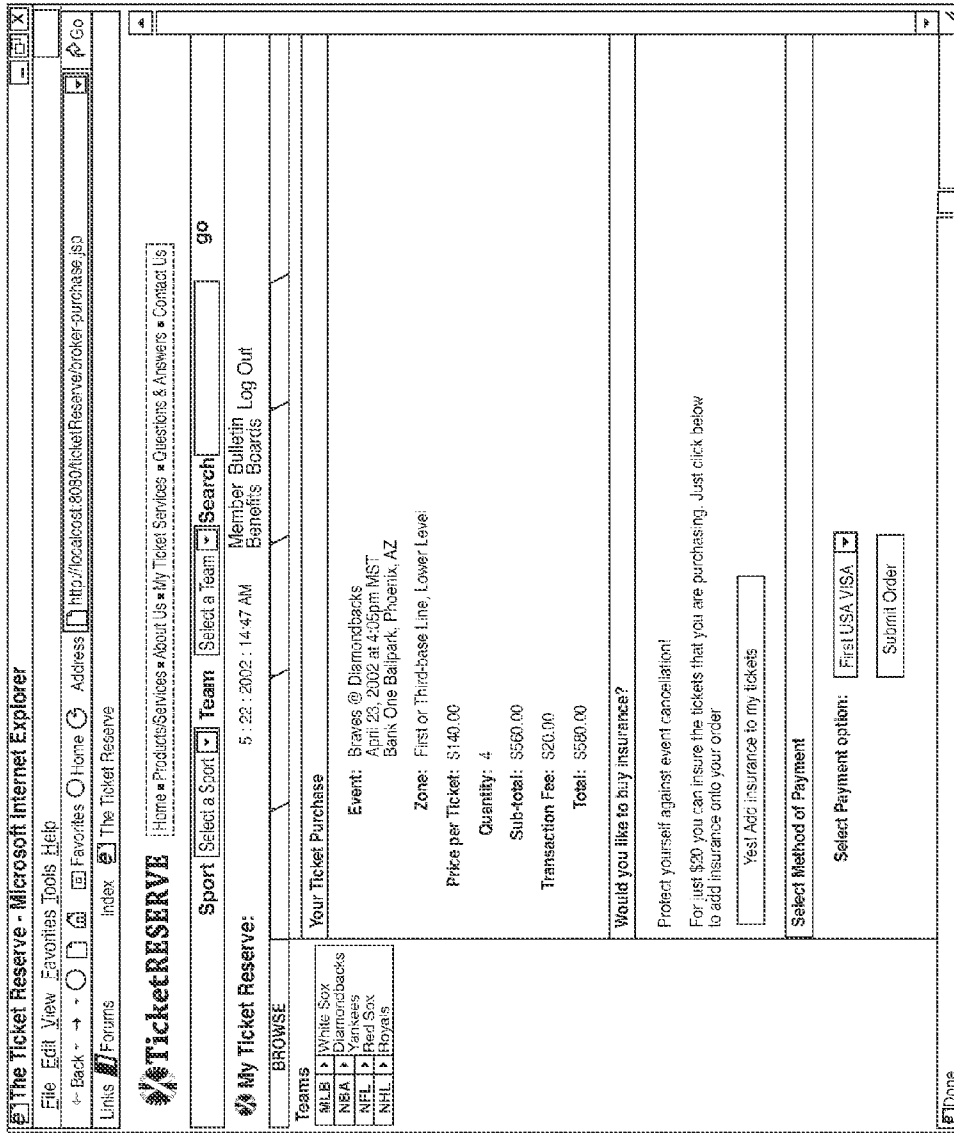 The Ticket Reserve - Microsoft Internet Explorer
File Edit View Favorites Tools Help
Back Favorites Home Address http://localcost:8080/ticketReserve/broker-purchase.jsp Go
Links Forums Index The Ticket Reserve
TicketRESERVE Home ▪ Products/Services ▪ About Us ▪ My Ticket Services ▪ Questions & Answers ▪ Contact Us
Sport Select a Sport Team Select a Team Search go
My Ticket Reserve: 5 : 22 : 2002 : 14:47 AM Member Benefits Bulletin Boards Log Out
BROWSE
Teams
MLB White Sox
NBA Diamondbacks
Yankees
NFL Red Sox
NHL Royals
Your Ticket Purchase
Event: Braves @ Diamondbacks
April 23, 2002 at 4:05pm MST
Bank One Ballpark, Phoenix, AZ
Zone: First or Third-base Line, Lower Level
Price per Ticket: $140.00
Quantity: 4
Sub-total: $560.00
Transaction Fee: $20.00
Total: $580.00
Would you like to buy insurance?
Protect yourself against event cancellation!
For just $20 you can insure the tickets that you are purchasing. Just click below
to add insurance onto your order
Yes! Add insurance to my tickets
Select Method of Payment
Select Payment option: First USA VISA
Submit Order
Done